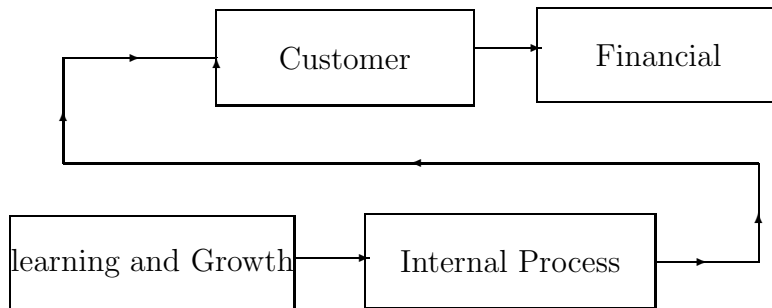 Customer
Financial
learning and Growth
Internal Process